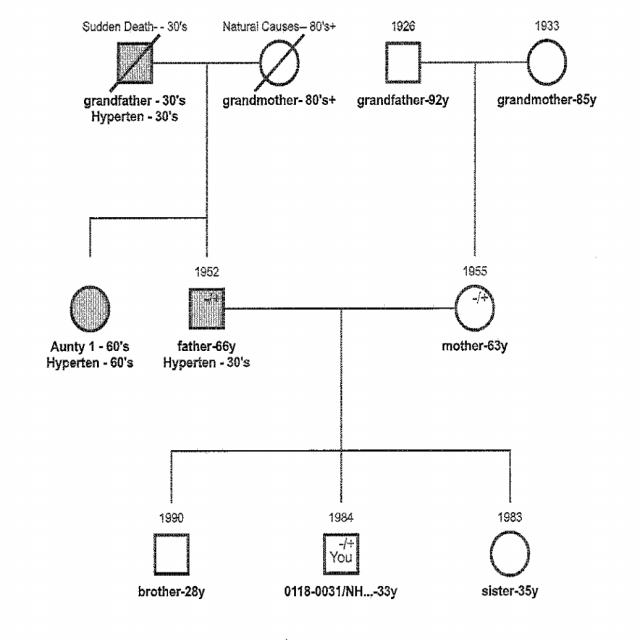 Sudden Death- - 30's
Natural Causes-- 80's+
1926
1933
grandfather - 30's
Hyperten - 30's
grandmother- 80's+
grandfather-92y
grandmother-85y
1952
1955
-/+
-/+
Aunty 1 - 60's
Hyperten - 60's
father-66y
Hyperten - 30's
mother-63y
1990
1984
1983
-/+
You
brother-28y
0118-0031/NH...-33y
sister-35y